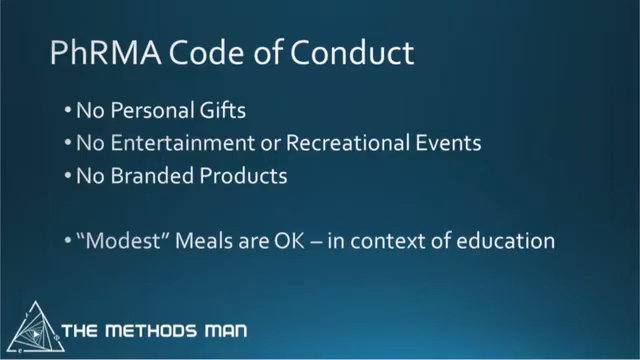 PhRMA Code of Conduct
• No Personal Gifts
• No Entertainment or Recreational Events
• No Branded Products
• “Modest” Meals are OK – in context of education
THE METHODS MAN